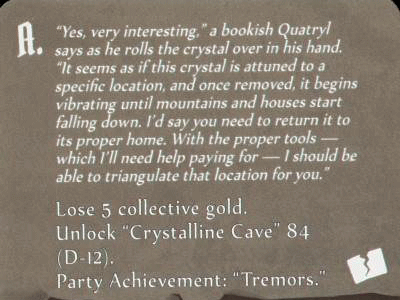 A.
“Yes, very interesting,” a bookish Quatryl
says as he rolls the crystal over in his hand.
“It seems as if this crystal is attuned to a
specific location, and once removed, it begins
vibrating until mountains and houses start
falling down. I’d say you need to return it to
its proper home. With the proper tools —
which I’ll need help paying for — I should be
able to triangulate that location for you.”
Lose 5 collective gold.
Unlock “Crystalline Cave” 84
(D-12).
Party Achievement: “Tremors.”